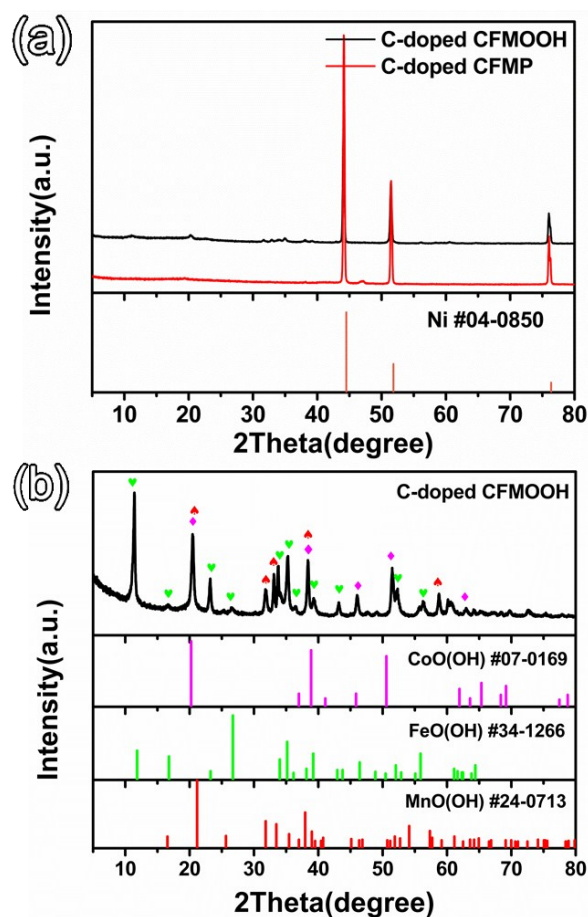 (a)
C-doped CFMOOH
C-doped CFMP
Intensity(a.u.)
Ni #04-0850
10 20 30 40 50 60 70 80
2Theta(degree)
(b)
C-doped CFMOOH
Intensity(a.u.)
CoO(OH) #07-0169
FeO(OH) #34-1266
MnO(OH) #24-0713
10 20 30 40 50 60 70 80
2Theta(degree)